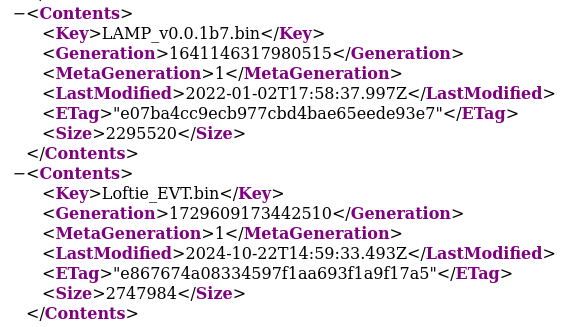 −<Contents>
<Key>LAMP_v0.0.1b7.bin</Key>
<Generation>1641146317980515</Generation>
<MetaGeneration>1</MetaGeneration>
<LastModified>2022-01-02T17:58:37.997Z</LastModified>
<ETag>"e07ba4cc9ecb977cbd4bae65eede93e7"</ETag>
<Size>2295520</Size>
</Contents>
−<Contents>
<Key>Loftie_EVT.bin</Key>
<Generation>1729609173442510</Generation>
<MetaGeneration>1</MetaGeneration>
<LastModified>2024-10-22T14:59:33.493Z</LastModified>
<ETag>"e867674a08334597f1aa693f1a9f17a5"</ETag>
<Size>2747984</Size>
</Contents>